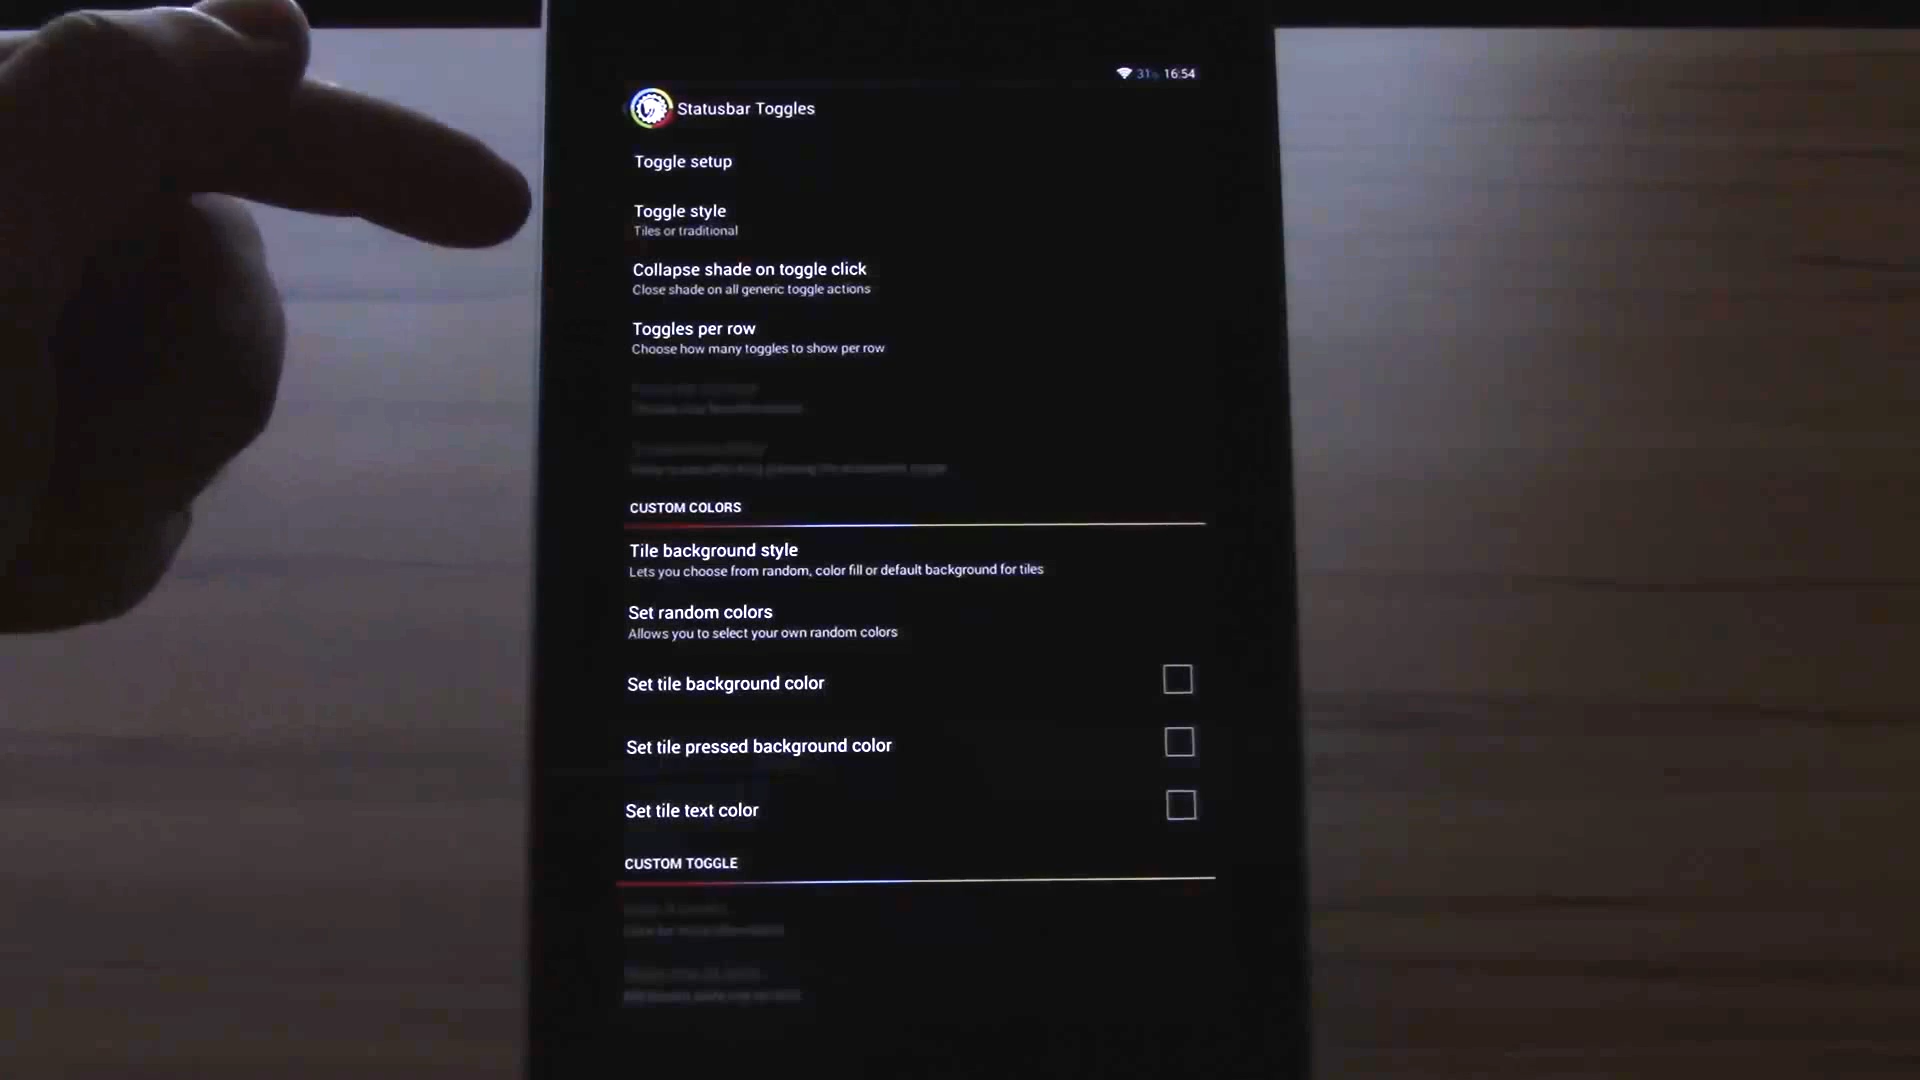 31% 16:54
Statusbar Toggles
Toggle setup
Toggle style
Tiles or traditional
Collapse shade on toggle click
Close shade on all generic toggle actions
Toggles per row
Choose how many toggles to show per row
CUSTOM COLORS
Tile background style
Lets you choose from random, color fill or default background for tiles
Set random colors
Allows you to select your own random colors
Set tile background color
Set tile pressed background color
Set tile text color
CUSTOM TOGGLE